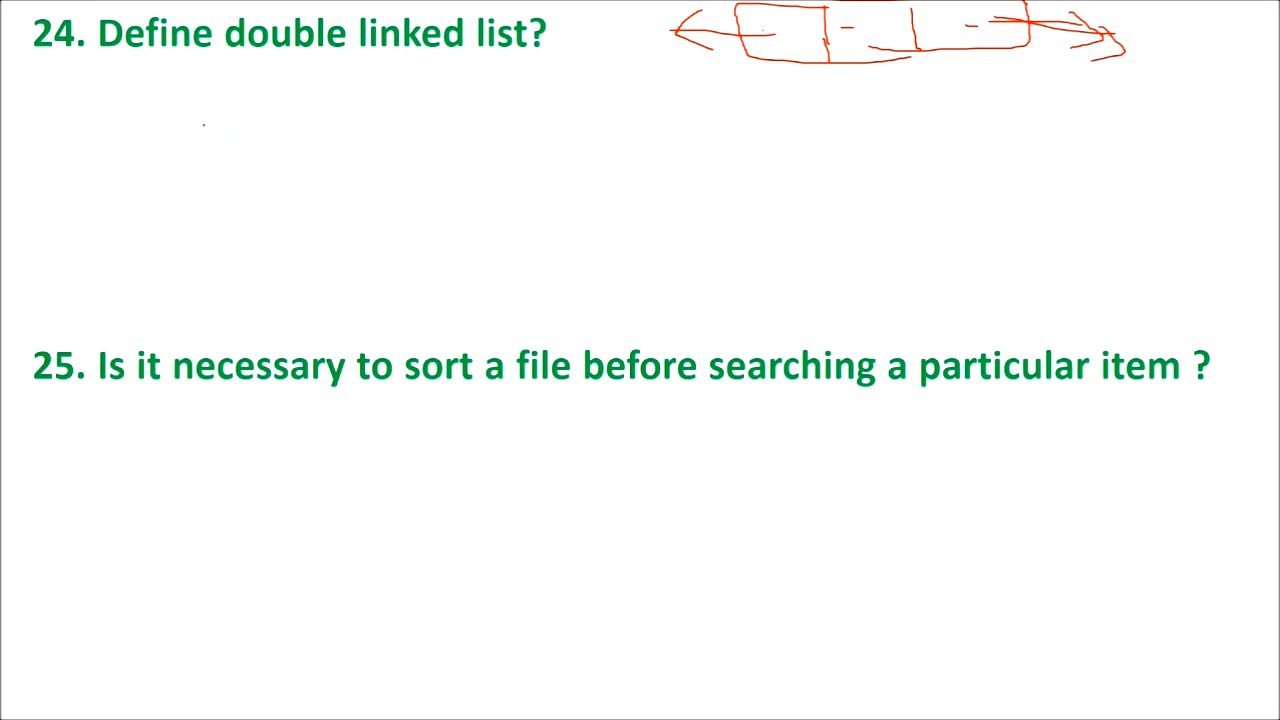 24. Define double linked list?
25. Is it necessary to sort a file before searching a particular item ?